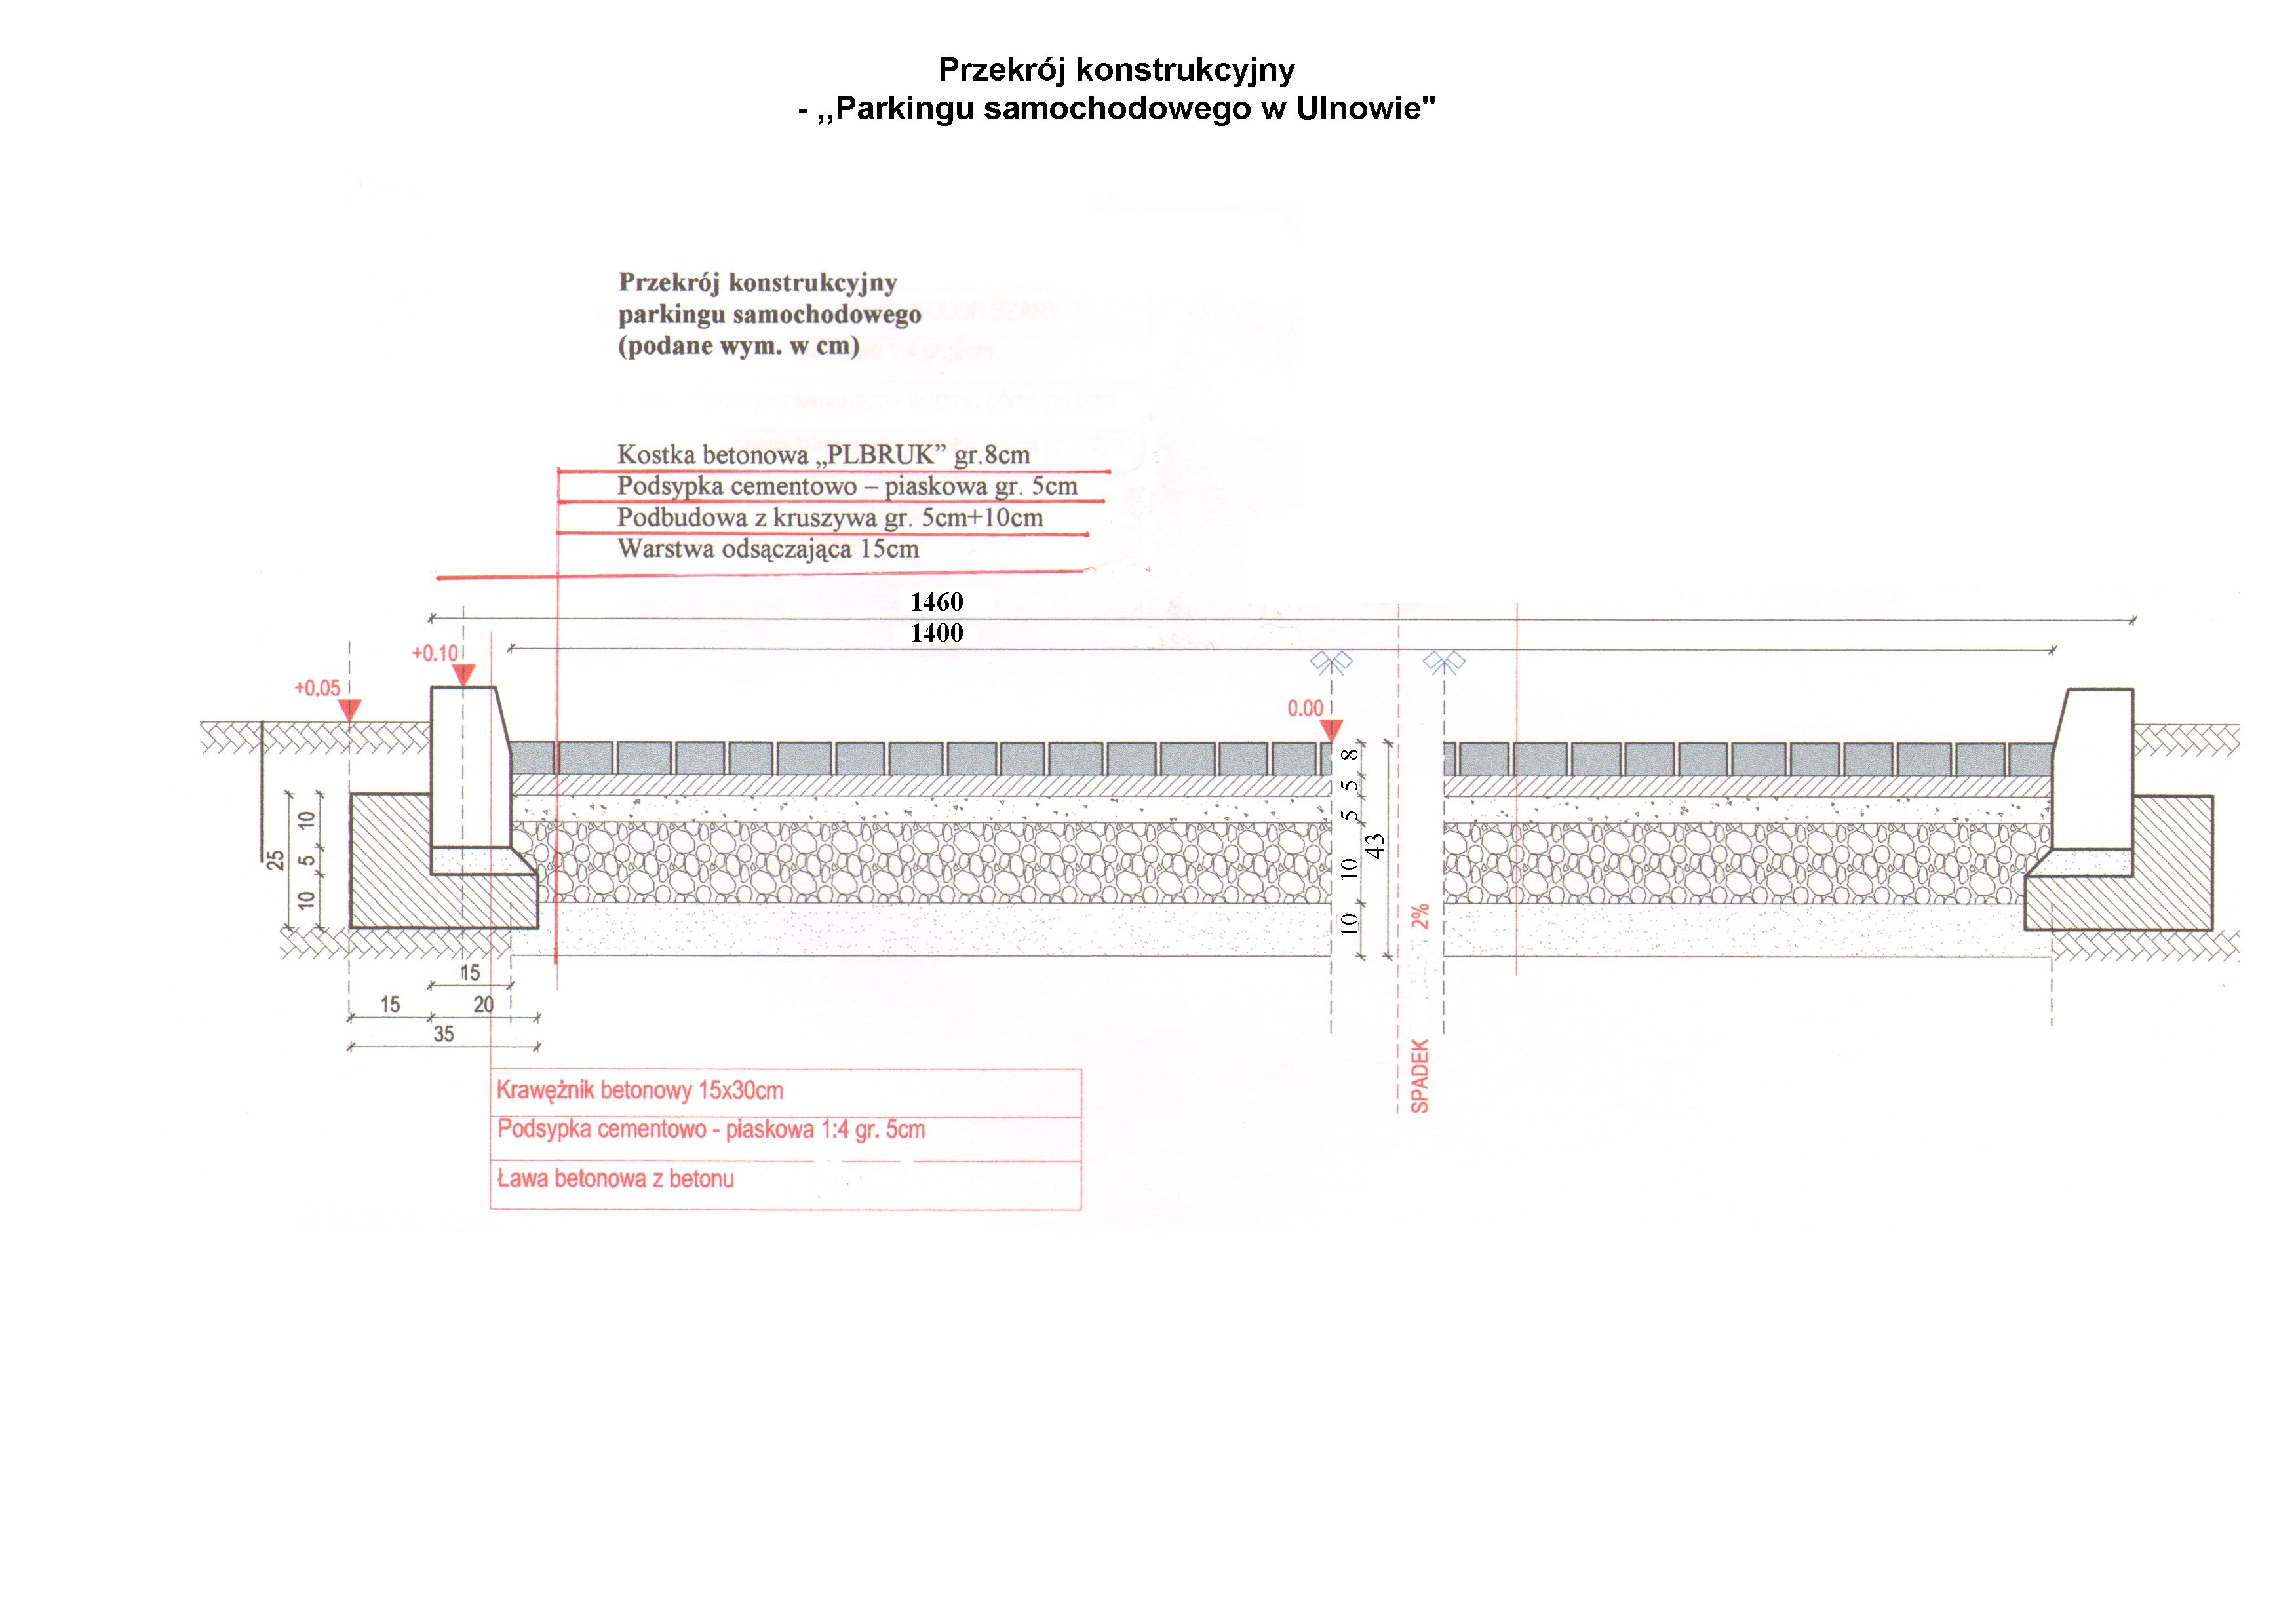 Przekrój konstrukcyjny
- ,,Parkingu samochodowego w Ulnowie"
Przekrój konstrukcyjny
parkingu samochodowego
(podane wym. w cm)
Kostka betonowa „PLBRUK” gr.8cm
Podsypka cementowo – piaskowa gr. 5cm
Podbudowa z kruszywa gr. 5cm+10cm
Warstwa odsączająca 15cm
1460
1400
+0.10
+0.05
0.00
8
5
5
10
10
43
10
5
10
25
15
15
20
35
2%
SPADEK
Krawężnik betonowy 15x30cm
Podsypka cementowo - piaskowa 1:4 gr. 5cm
Ława betonowa z betonu